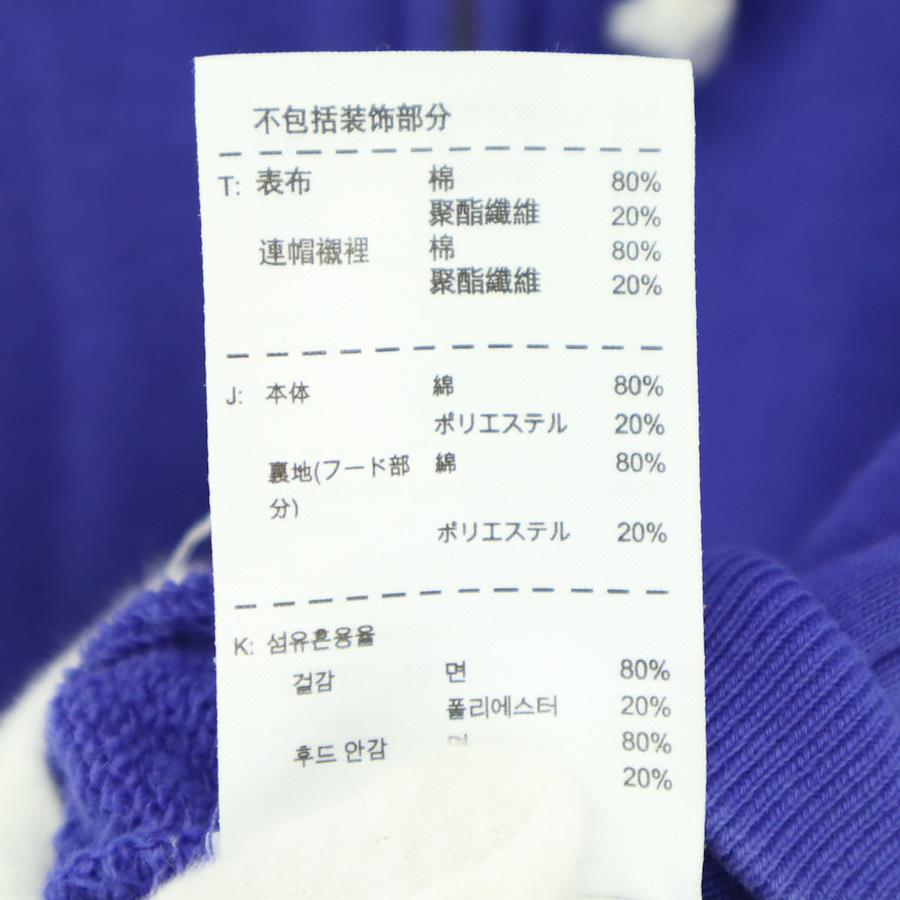 不包括装饰部分
T: 表布 棉 80%
聚酯纖維 20%
連帽襯裡 棉 80%
聚酯纖維 20%
J: 本体 綿 80%
ポリエステル 20%
裏地(フード部 綿 80%
分)
ポリエステル 20%
K: 섬유혼용율
겉감 면 80%
폴리에스터 20%
후드 안감 면 80%
20%